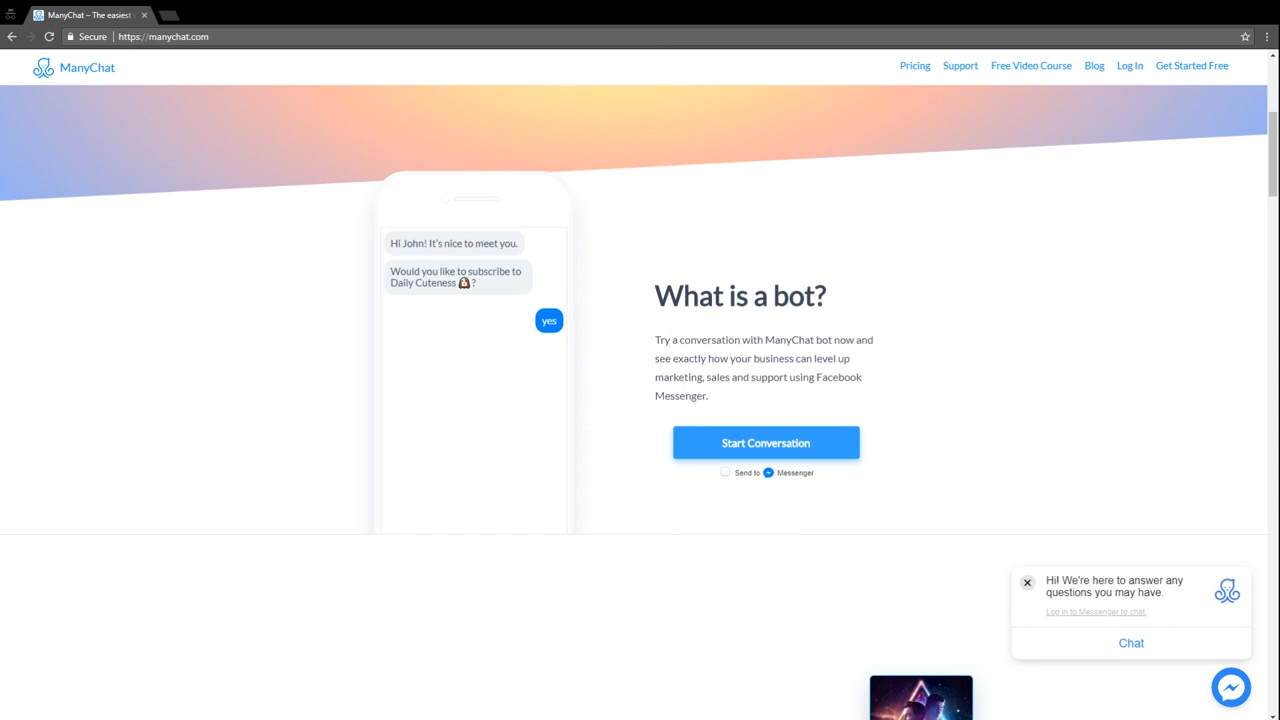 ManyChat – The easiest
Secure
https://manychat.com
ManyChat
Pricing
Support
Free Video Course
Blog
Log In
Get Started Free
Hi John! It's nice to meet you.
Would you like to subscribe to
Daily Cuteness ?
yes
What is a bot?
Try a conversation with ManyChat bot now and
see exactly how your business can level up
marketing, sales and support using Facebook
Messenger.
Start Conversation
Send to Messenger
Hi! We're here to answer any
questions you may have.
Log in to Messenger to chat.
Chat